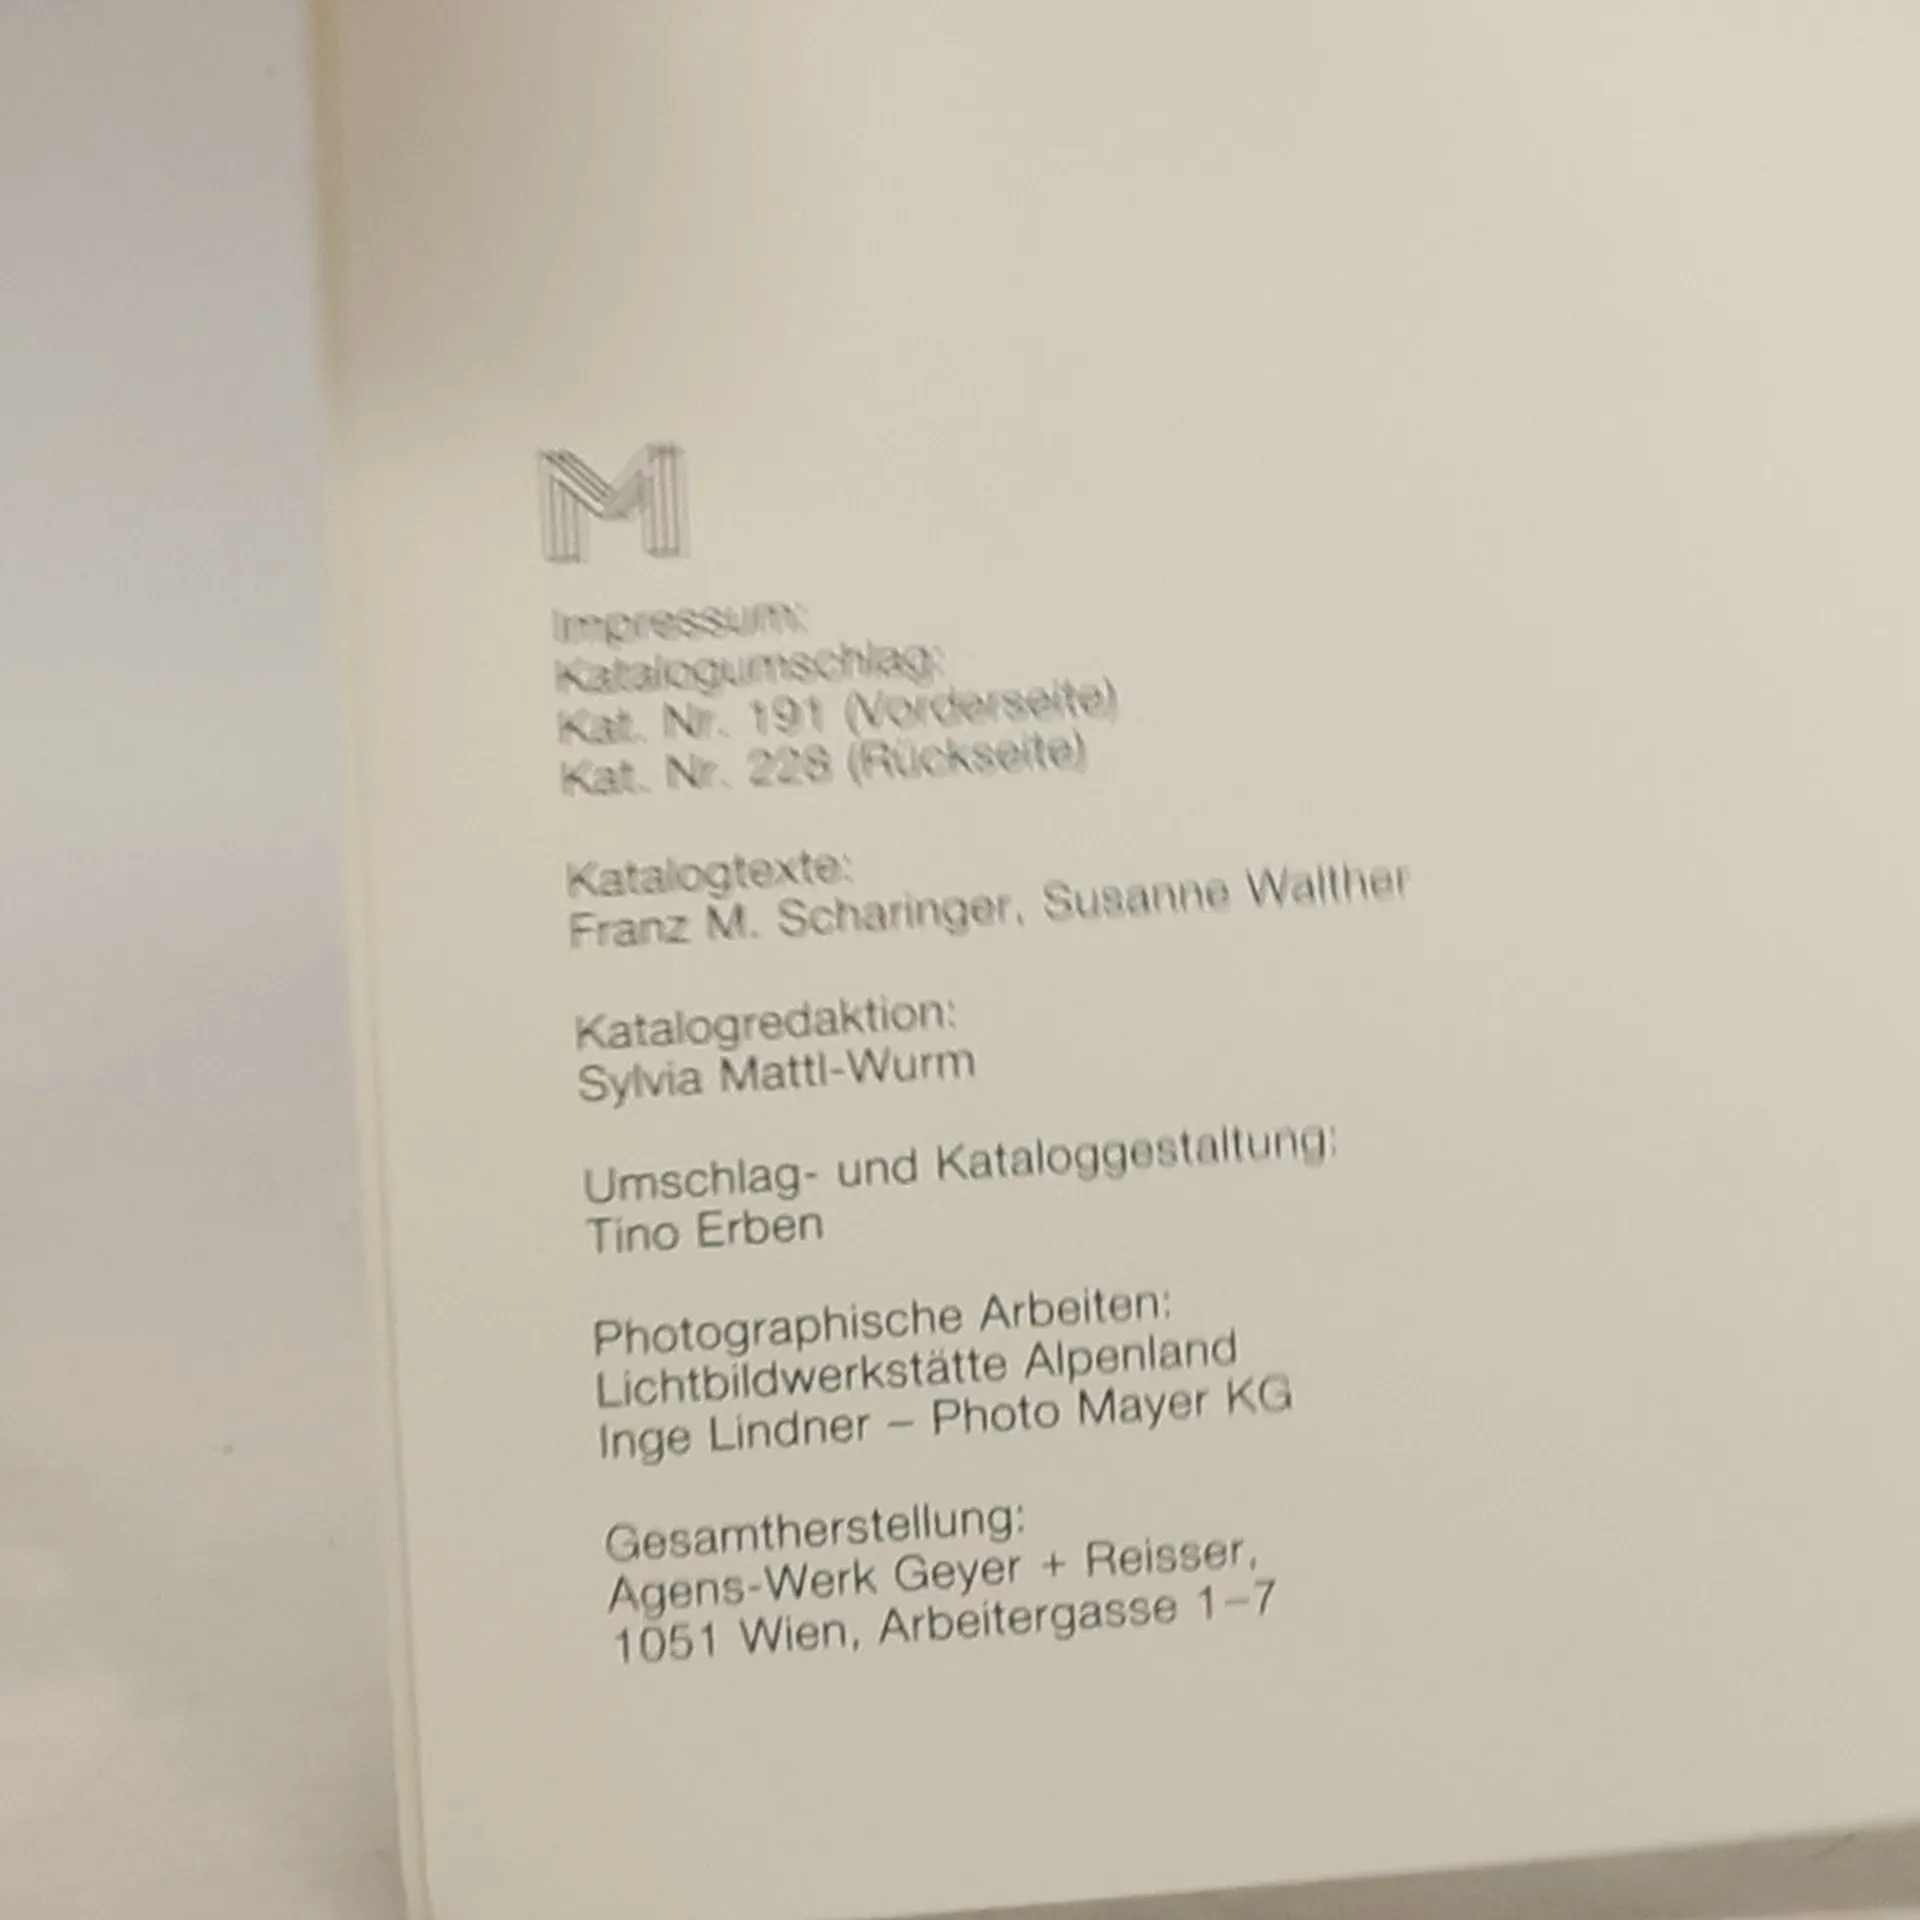 M
Impressum:
Katalogumschlag:
Kat. Nr. 191 (Vorderseite)
Kat. Nr. 228 (Rückseite)
Katalogtexte:
Franz M. Scharinger, Susanne Walther
Katalogredaktion:
Sylvia Mattl-Wurm
Umschlag- und Kataloggestaltung:
Tino Erben
Photographische Arbeiten:
Lichtbildwerkstätte Alpenland
Inge Lindner – Photo Mayer KG
Gesamtherstellung:
Agens-Werk Geyer + Reisser,
1051 Wien, Arbeitergasse 1–7